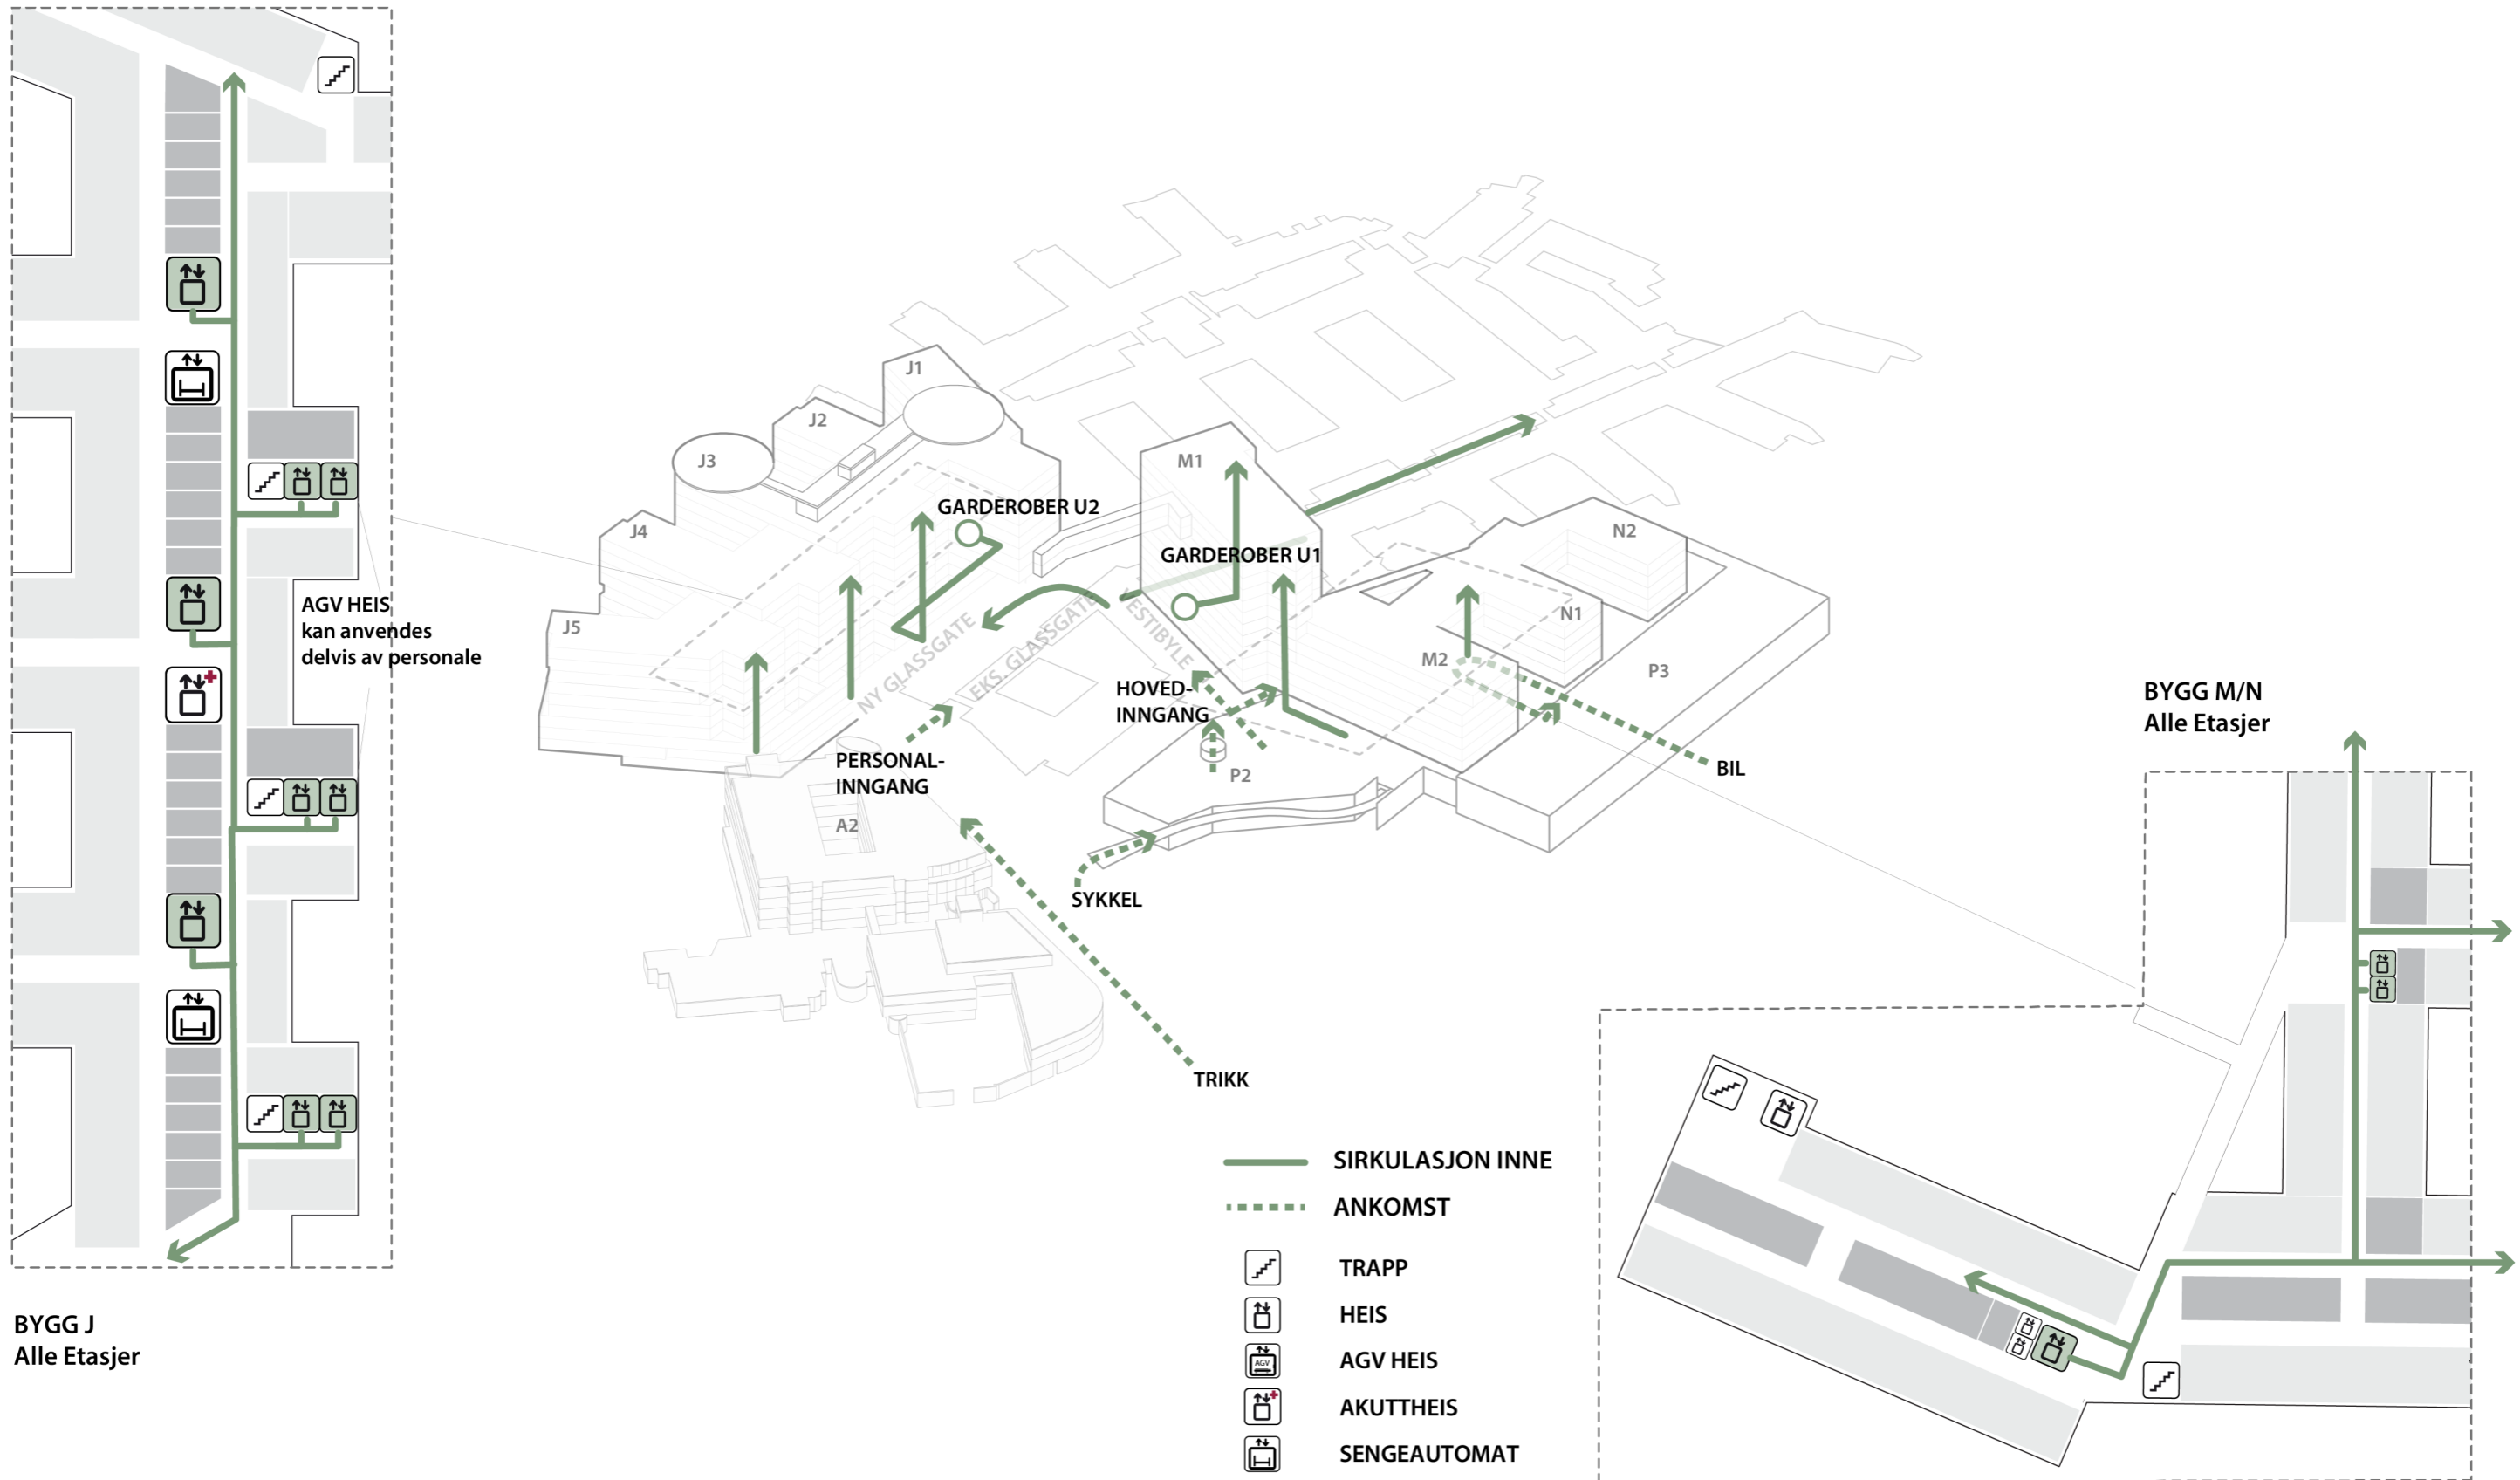 AGV HEIS
kan anvendes
delvis av personale
BYGG J
Alle Etasjer
J1
J2
J3
J4
J5
M1
M2
N1
N2
P2
P3
A2
GARDEROBER U2
GARDEROBER U1
NY GLASSGATE
EKS. GLASSGATE
VESTIBYLE
HOVED-
INNGANG
PERSONAL-
INNGANG
BIL
SYKKEL
TRIKK
BYGG M/N
Alle Etasjer
SIRKULASJON INNE
ANKOMST
TRAPP
HEIS
AGV
AGV HEIS
AKUTTHEIS
SENGEAUTOMAT